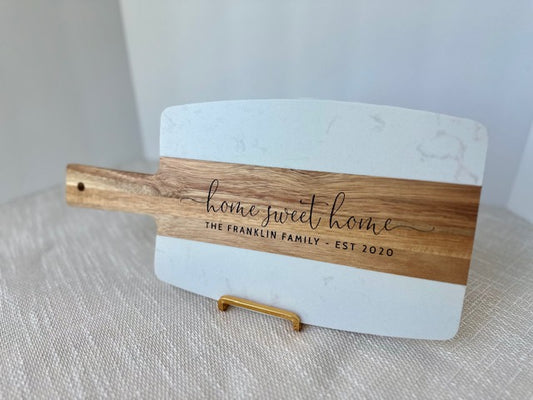 home sweet home
THE FRANKLIN FAMILY - EST 2020